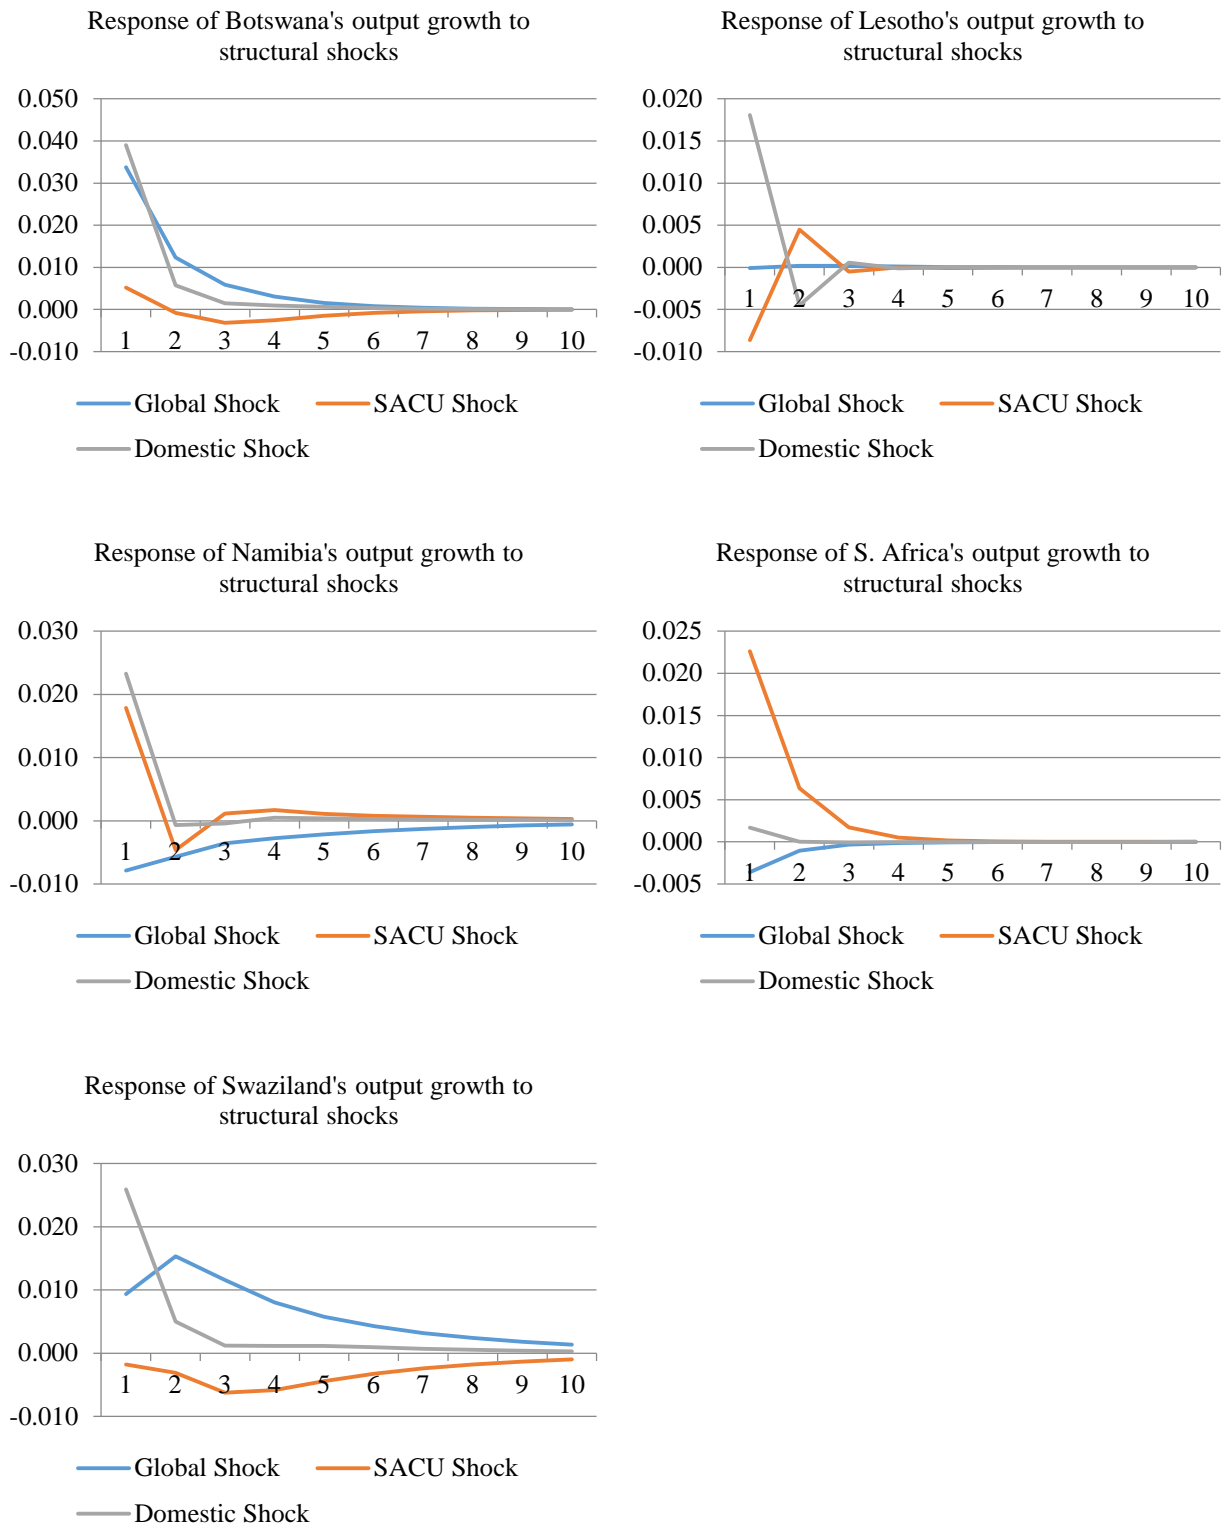 Response of Botswana's output growth to
structural shocks
0.050
0.040
0.030
0.020
0.010
0.000
-0.010
1 2 3 4 5 6 7 8 9 10
Global Shock SACU Shock
Domestic Shock
Response of Lesotho's output growth to
structural shocks
0.020
0.015
0.010
0.005
0.000
-0.005
-0.010
1 2 3 4 5 6 7 8 9 10
Global Shock SACU Shock
Domestic Shock
Response of Namibia's output growth to
structural shocks
0.030
0.020
0.010
0.000
-0.010
1 2 3 4 5 6 7 8 9 10
Global Shock SACU Shock
Domestic Shock
Response of S. Africa's output growth to
structural shocks
0.025
0.020
0.015
0.010
0.005
0.000
-0.005
1 2 3 4 5 6 7 8 9 10
Global Shock SACU Shock
Domestic Shock
Response of Swaziland's output growth to
structural shocks
0.030
0.020
0.010
0.000
-0.010
1 2 3 4 5 6 7 8 9 10
Global Shock SACU Shock
Domestic Shock